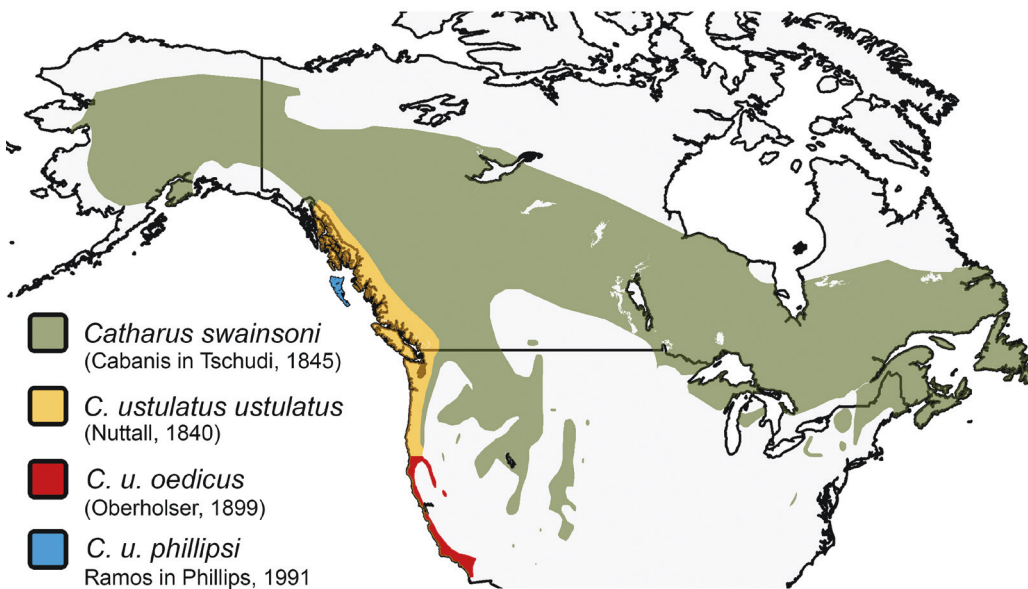 Catharus swainsoni
(Cabanis in Tschudi, 1845)
C. ustulatus ustulatus
(Nuttall, 1840)
C. u. oedicus
(Oberholser, 1899)
C. u. phillipsi
Ramos in Phillips, 1991